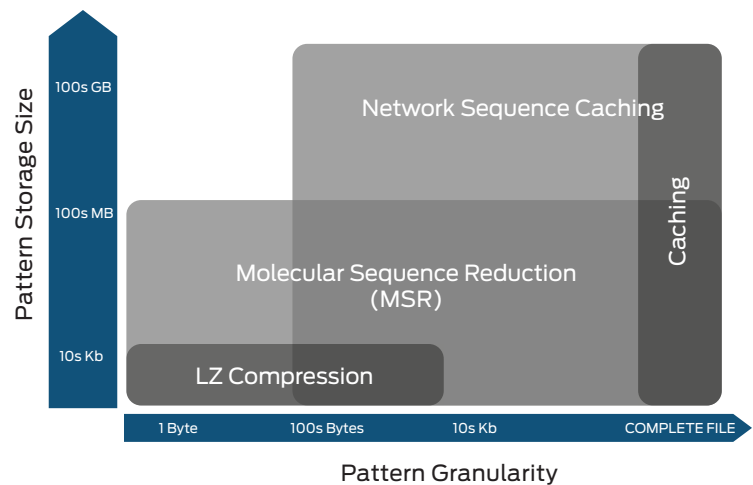 Pattern Storage Size
100s GB
100s MB
10s Kb
Network Sequence Caching
Caching
Molecular Sequence Reduction
(MSR)
LZ Compression
1 Byte
100s Bytes
10s Kb
COMPLETE FILE
Pattern Granularity